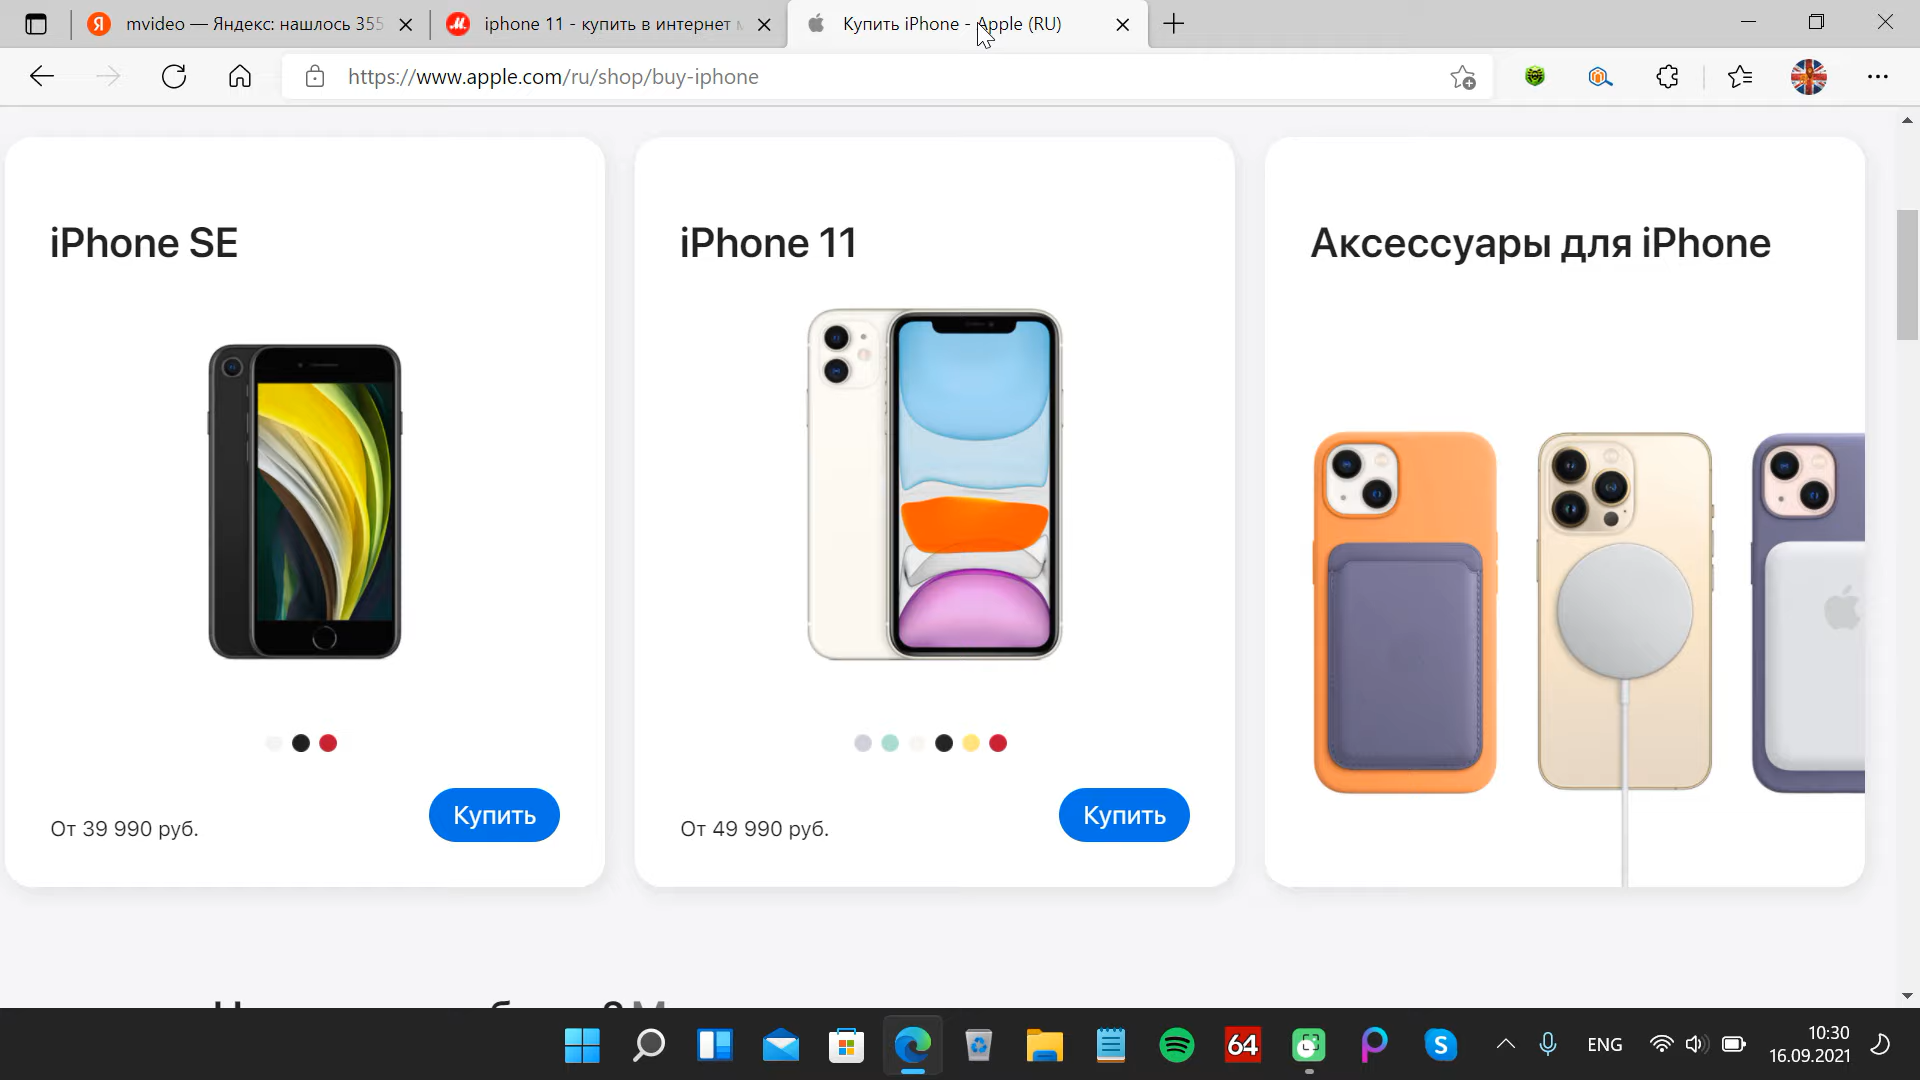 mvideo — Яндекс: нашлось 355
iphone 11 - купить в интернет
Купить iPhone - Apple (RU)
https://www.apple.com/ru/shop/buy-iphone
iPhone SE
iPhone 11
Аксессуары для iPhone
От 39 990 руб.
Купить
От 49 990 руб.
Купить
64
ENG
10:30
16.09.2021